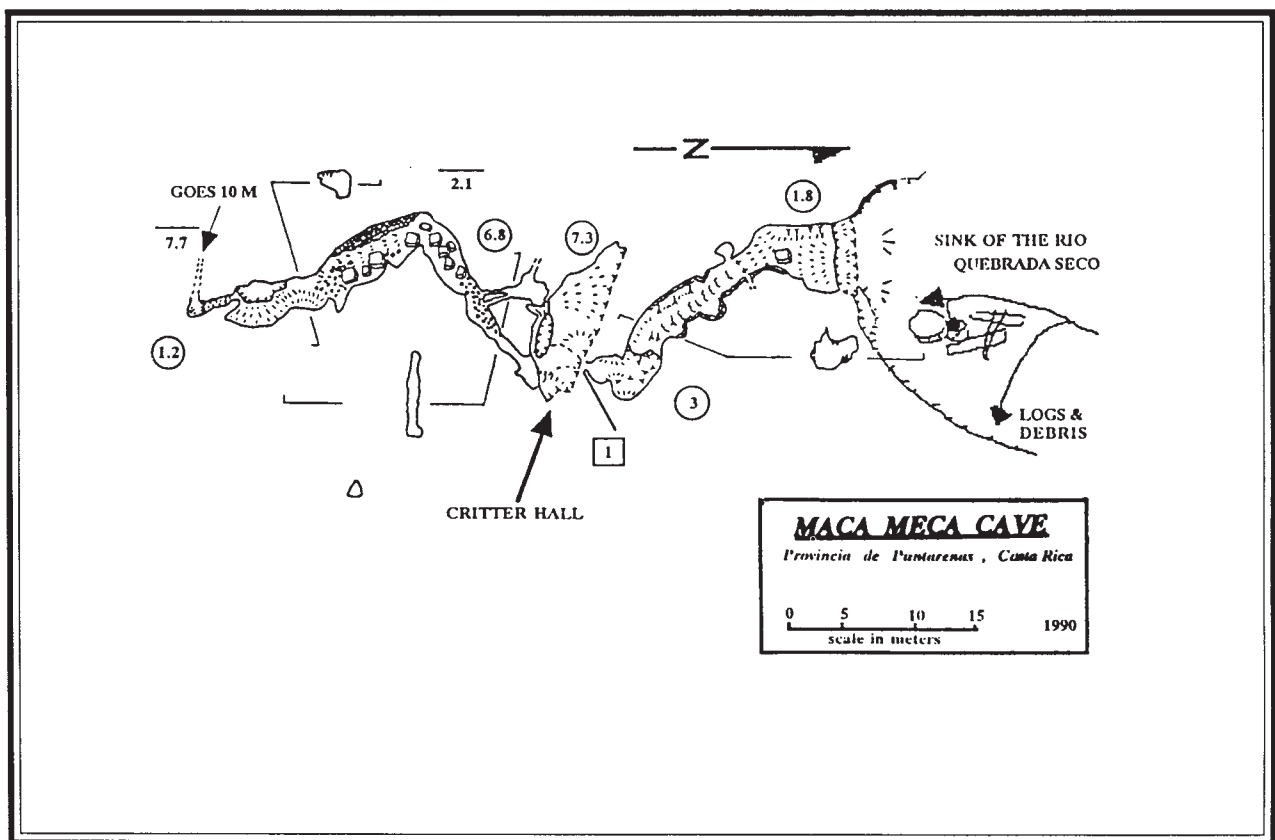 N
GOES 10 M
2.1
1.8
7.7
6.8
7.3
SINK OF THE RIO
QUEBRADA SECO
1.2
3
LOGS &
DEBRIS
1
CRITTER HALL
MACA MECA CAVE
Provincia de Puntarenas , Costa Rica
0 5 10 15
scale in meters
1990